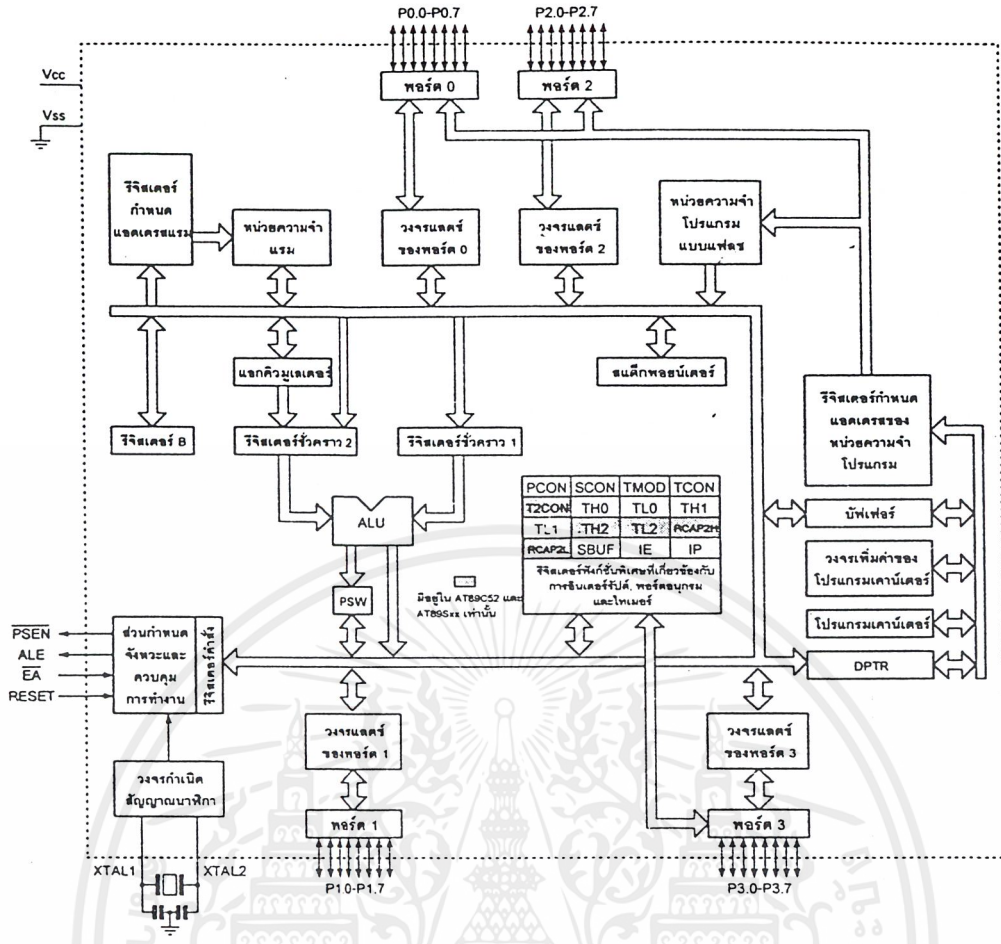 P0.0-P0.7
P2.0-P2.7
Vcc
Vss
พอร์ต 0
พอร์ต 2
รีจิสเตอร์
กำหนด
แอดเดรสแรม
หน่วยความจำ
แรม
วงจรแลตช์
ของพอร์ต 0
วงจรแลตช์
ของพอร์ต 2
หน่วยความจำ
โปรแกรม
แบบแฟลช
แอกคิวมูเลเตอร์
สแต็กพอยน์เตอร์
รีจิสเตอร์ B
รีจิสเตอร์ชั่วคราว 2
รีจิสเตอร์ชั่วคราว 1
รีจิสเตอร์กำหนด
แอดเดรสของ
หน่วยความจำ
โปรแกรม
ALU
PCON SCON TMOD TCON
T2CON TH0 TL0 TH1
TL1 TH2 TL2 RCAP2H
RCAP2L SBUF IE IP
รีจิสเตอร์ฟังก์ชั่นพิเศษที่เกี่ยวข้องกับ
การอินเตอร์รัปต์, พอร์ตอนุกรม
และไทเมอร์
บัฟเฟอร์
วงจรเพิ่มค่าของ
โปรแกรมเคาน์เตอร์
โปรแกรมเคาน์เตอร์
DPTR
PSW
มีอยู่ใน AT89C52 และ
AT89Sxx เท่านั้น
PSEN
ALE
EA
RESET
ส่วนกำหนด
จังหวะและ
ควบคุม
การทำงาน
รีจิสเตอร์คำสั่ง
วงจรแลตช์
ของพอร์ต 1
วงจรแลตช์
ของพอร์ต 3
วงจรกำเนิด
สัญญาณนาฬิกา
พอร์ต 1
พอร์ต 3
XTAL1
XTAL2
P1.0-P1.7
P3.0-P3.7